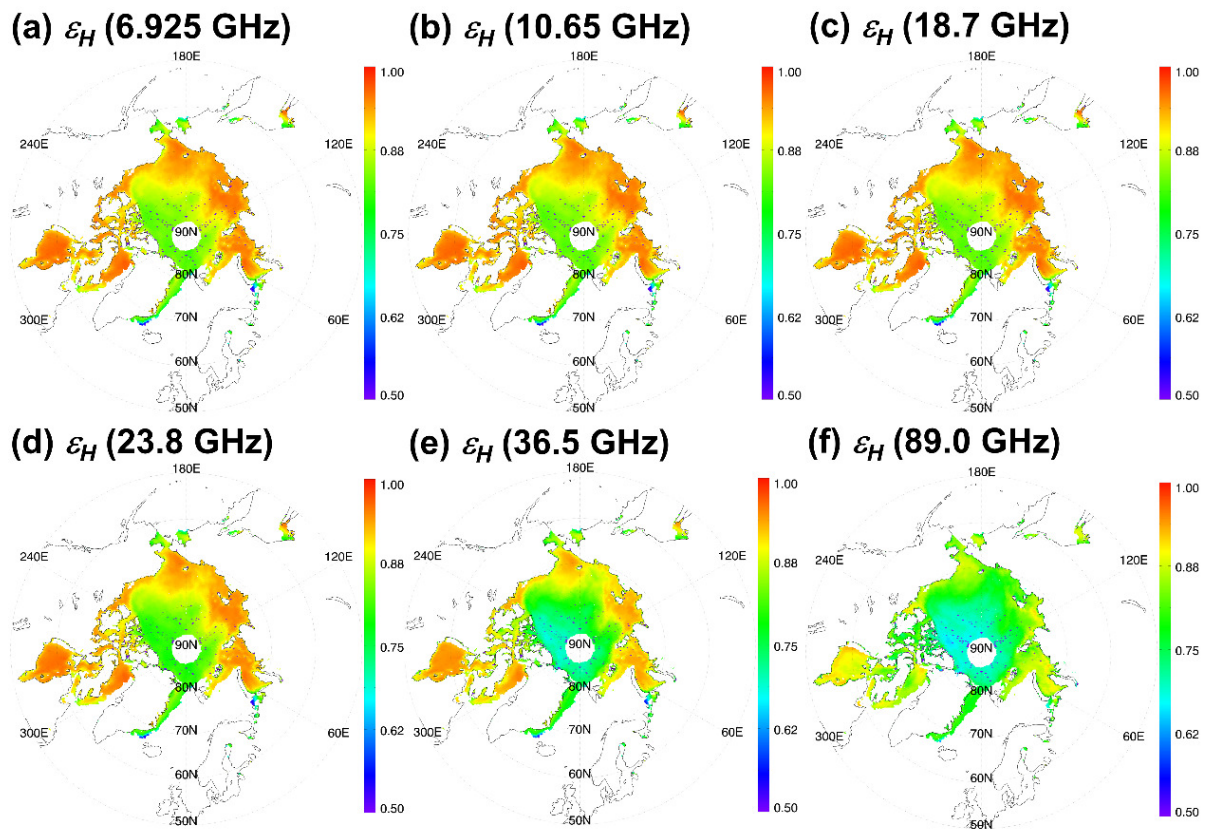 (a) εH (6.925 GHz)
180E
240E
120E
90N
80N
300E
70N
60E
60N
50N
1.00
0.88
0.75
0.62
0.50
(b) εH (10.65 GHz)
180E
240E
120E
90N
80N
300E
70N
60E
60N
50N
1.00
0.88
0.75
0.62
0.50
(c) εH (18.7 GHz)
180E
240E
120E
90N
80N
300E
70N
60E
60N
50N
1.00
0.88
0.75
0.62
0.50
(d) εH (23.8 GHz)
180E
240E
120E
90N
80N
300E
70N
60E
60N
50N
1.00
0.88
0.75
0.62
0.50
(e) εH (36.5 GHz)
180E
240E
120E
90N
80N
300E
70N
60E
60N
50N
1.00
0.88
0.75
0.62
0.50
(f) εH (89.0 GHz)
180E
240E
120E
90N
80N
300E
70N
60E
60N
50N
1.00
0.88
0.75
0.62
0.50